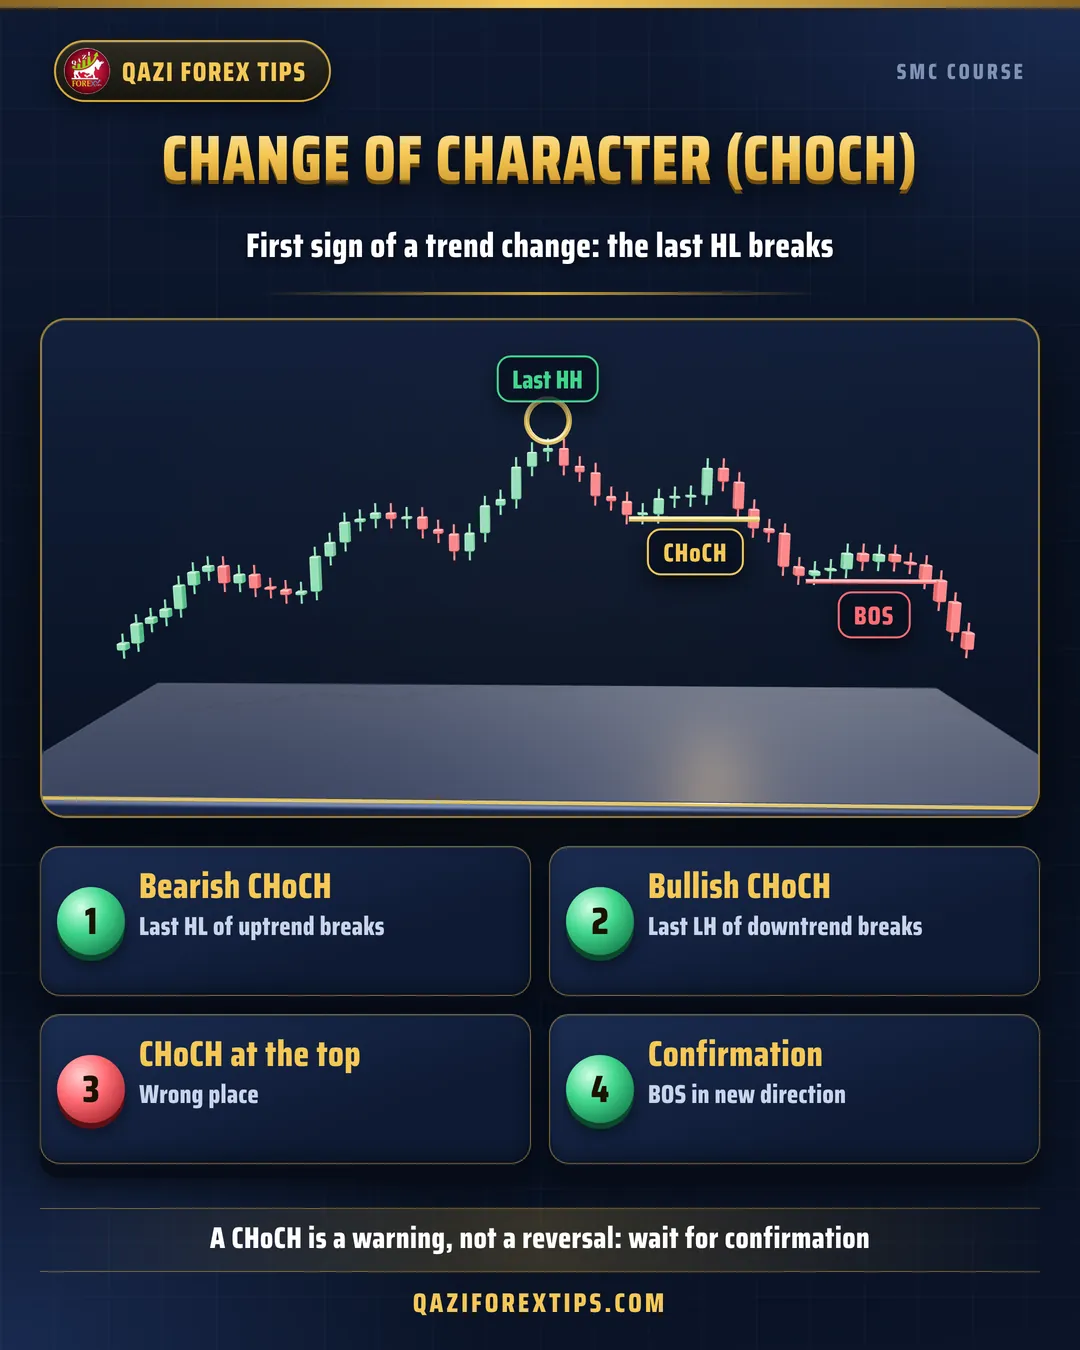 QAZI FOREX TIPS
SMC COURSE
CHANGE OF CHARACTER (CHOCH)
First sign of a trend change: the last HL breaks
Last HH
CHoCH
BOS
1
Bearish CHoCH
Last HL of uptrend breaks
2
Bullish CHoCH
Last LH of downtrend breaks
3
CHoCH at the top
Wrong place
4
Confirmation
BOS in new direction
A CHoCH is a warning, not a reversal: wait for confirmation
QAZIFOREXTIPS.COM